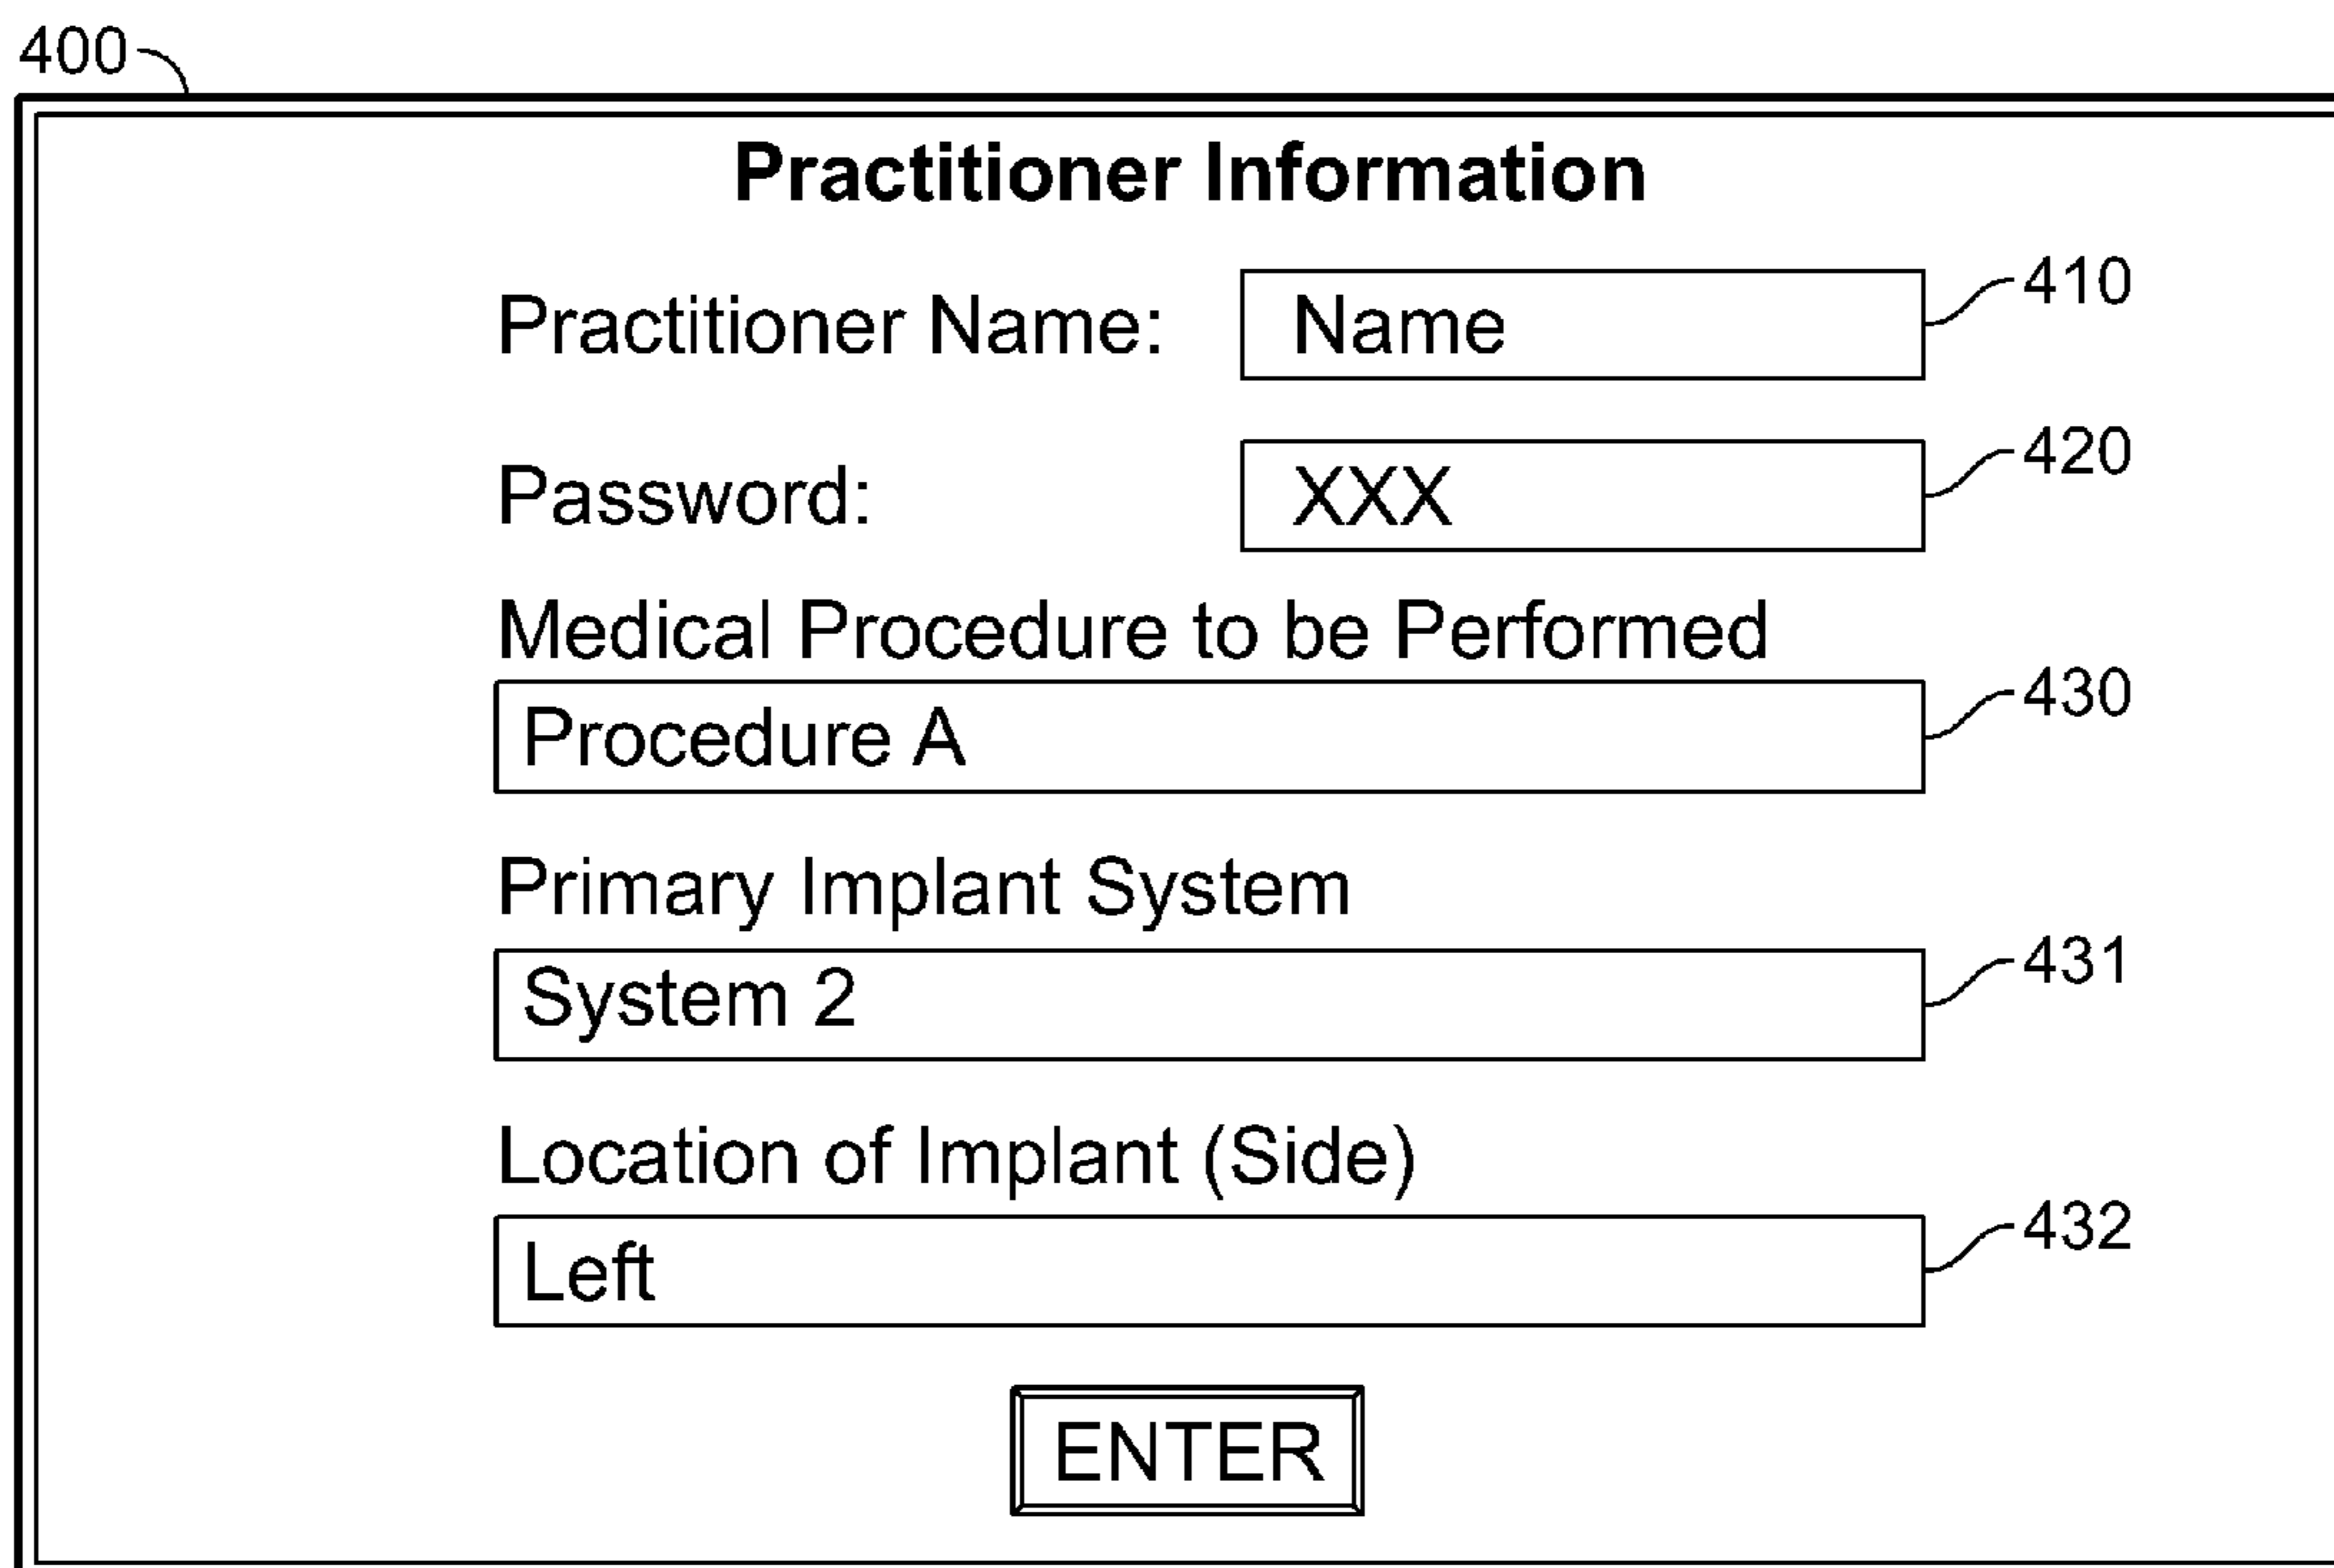 400
Practitioner Information
Practitioner Name: Name 410
Password: XXX 420
Medical Procedure to be Performed
Procedure A 430
Primary Implant System
System 2 431
Location of Implant (Side)
Left 432
ENTER